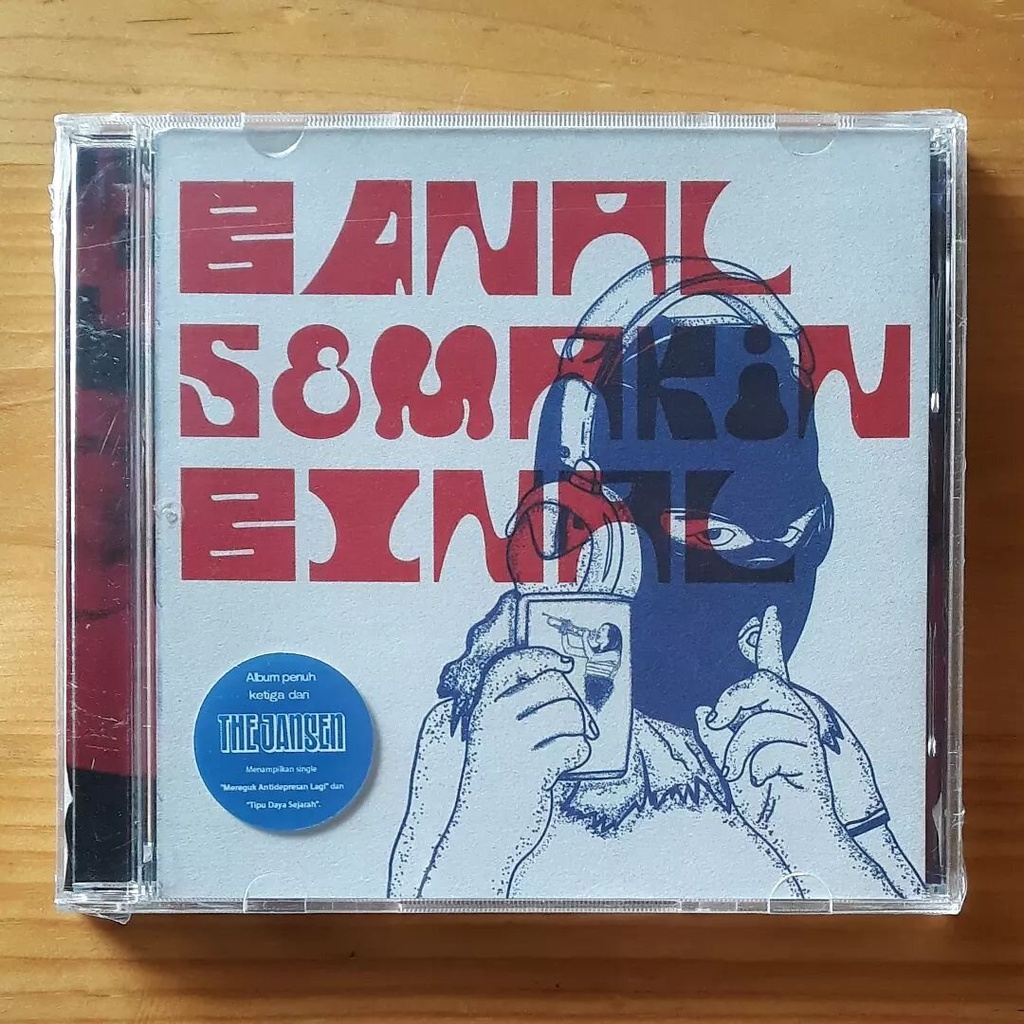 BANAL
SEMAKiN
BINAL
Album penuh
ketiga dari
THE JANSEN
Menampilkan single
"Mereguk Antidepresan Lagi" dan
"Tipu Daya Sejarah".